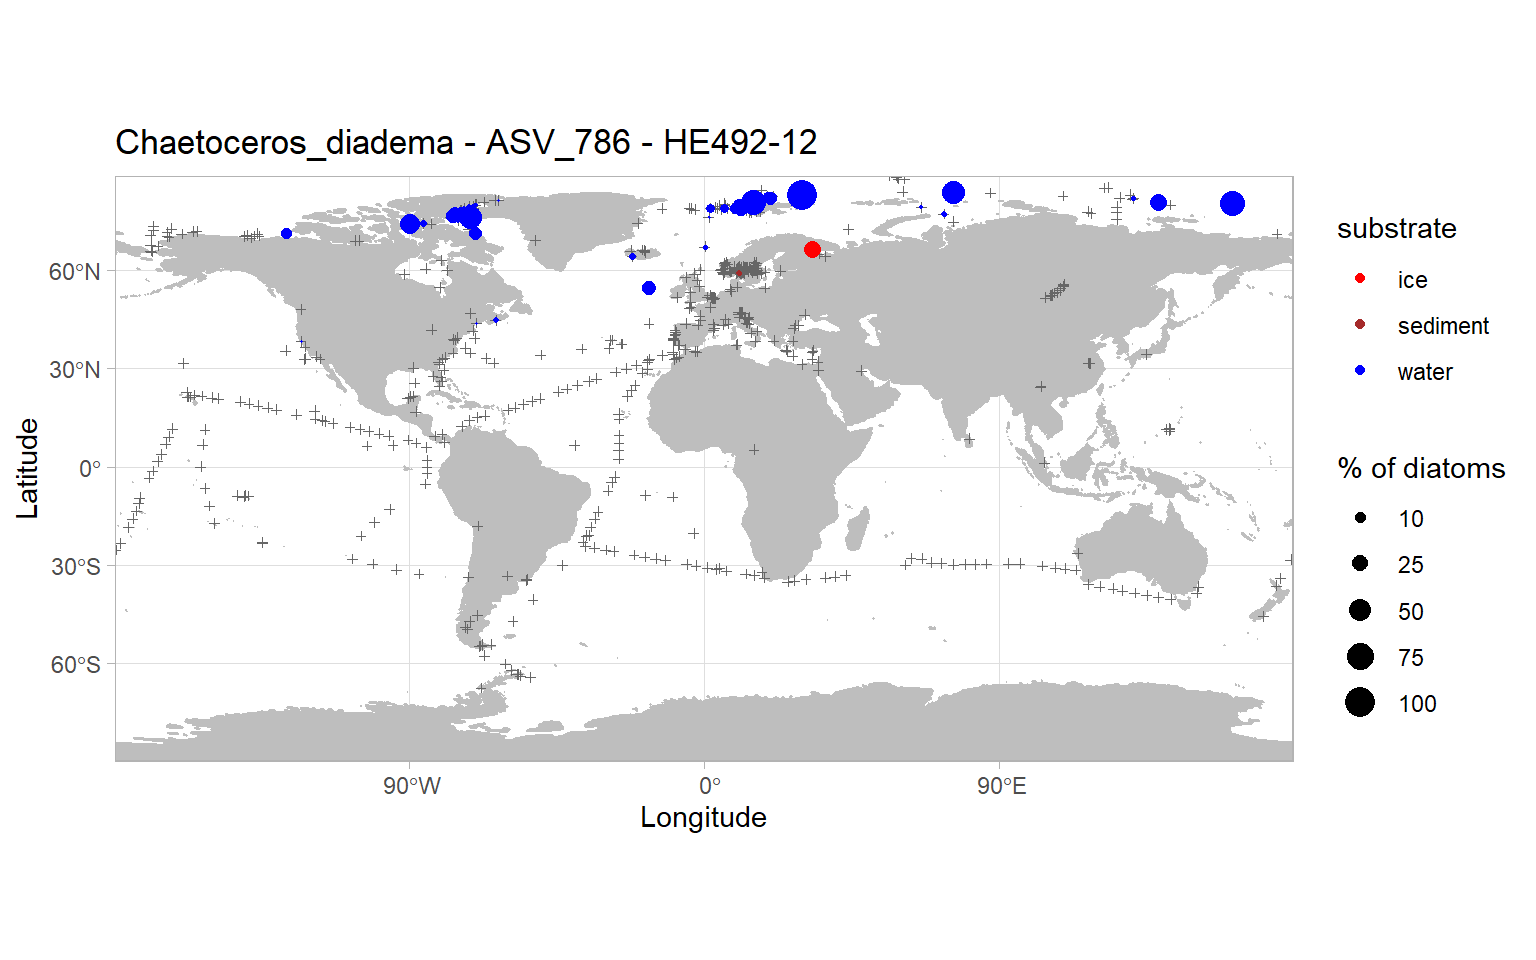 Chaetoceros_diadema - ASV_786 - HE492-12
60°N
30°N
0°
30°S
60°S
Latitude
90°W
0°
90°E
Longitude
substrate
ice
sediment
water
% of diatoms
10
25
50
75
100